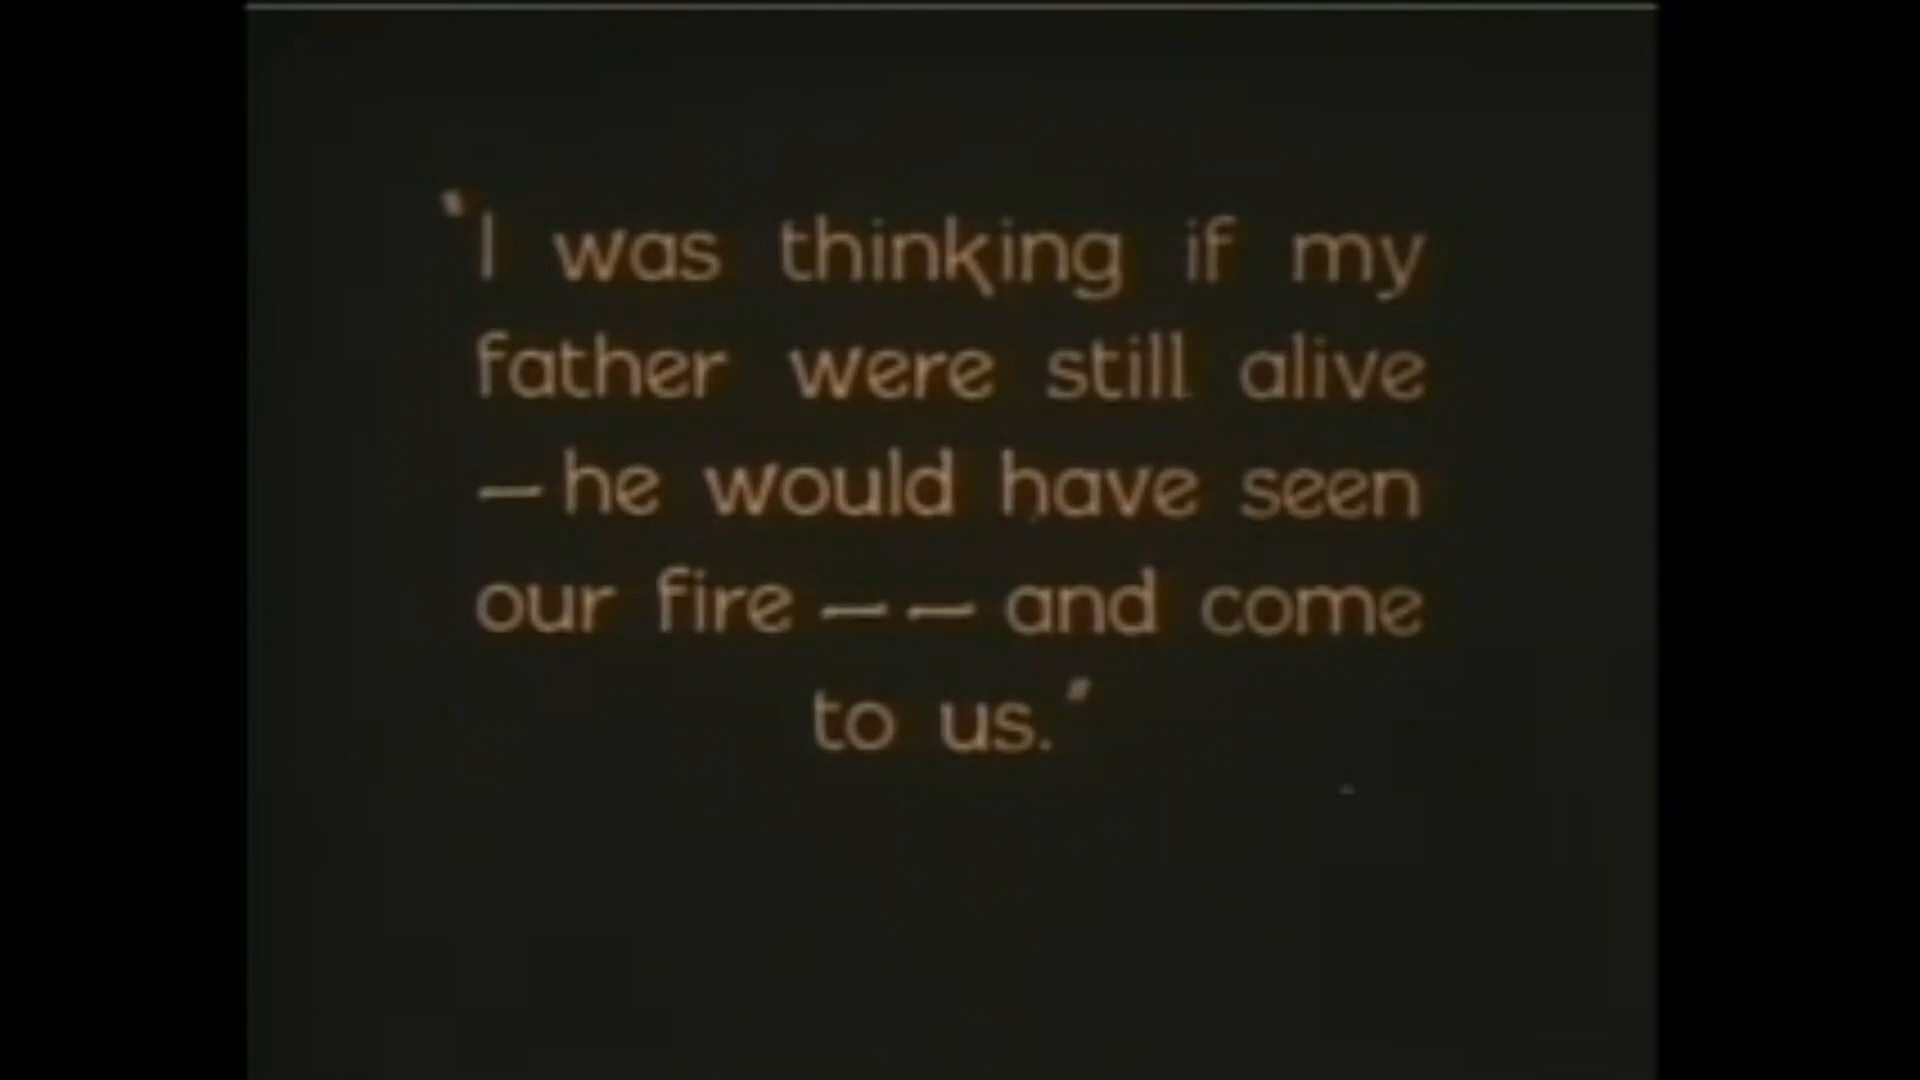 "I was thinking if my
father were still alive
—he would have seen
our fire — — and come
to us."